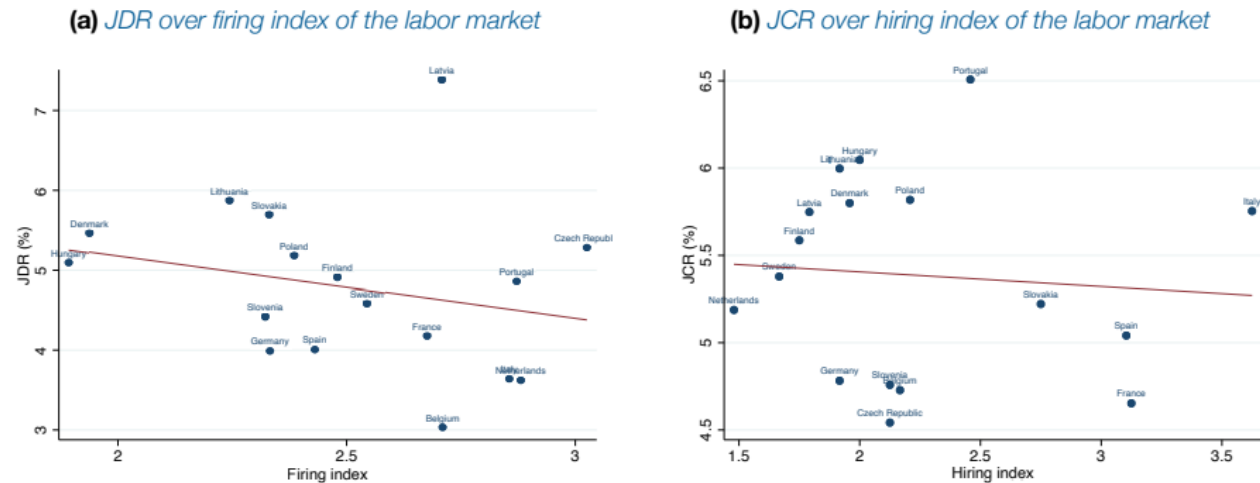 (a) JDR over firing index of the labor market
JDR (%)
7
6
5
4
3
Latvia
Lithuania
Slovakia
Denmark
Hungary
Poland
Czech Republ
Finland
Portugal
Sweden
Slovenia
France
Germany
Spain
Italy
Netherlands
Belgium
2
2.5
3
Firing index
(b) JCR over hiring index of the labor market
JCR (%)
6.5
6
5.5
5
4.5
Portugal
Hungary
Lithuania
Denmark
Poland
Latvia
Italy
Finland
Sweden
Netherlands
Slovakia
Spain
Germany
Slovenia
Belgium
France
Czech Republic
1.5
2
2.5
3
3.5
Hiring index